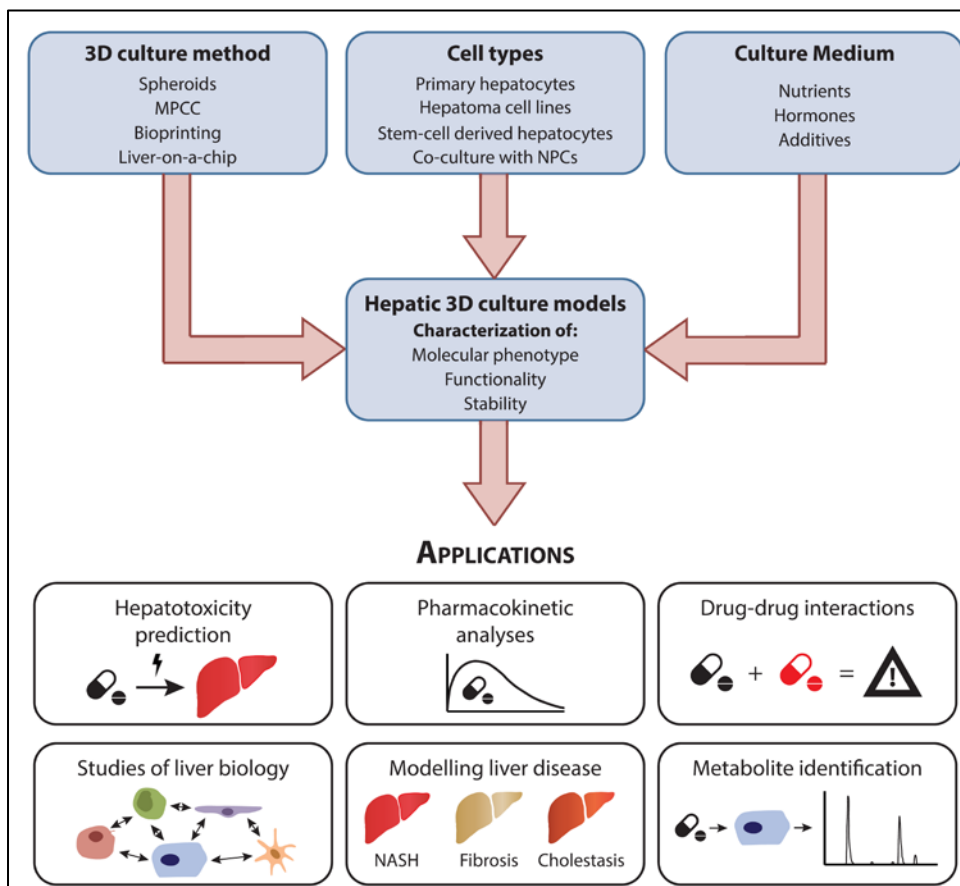 3D culture method
Spheroids
MPCC
Bioprinting
Liver-on-a-chip
Cell types
Primary hepatocytes
Hepatoma cell lines
Stem-cell derived hepatocytes
Co-culture with NPCs
Culture Medium
Nutrients
Hormones
Additives
Hepatic 3D culture models
Characterization of:
Molecular phenotype
Functionality
Stability
APPLICATIONS
Hepatotoxicity
prediction
Pharmacokinetic
analyses
Drug-drug interactions
+ =
!
Studies of liver biology
Modelling liver disease
NASH Fibrosis Cholestasis
Metabolite identification